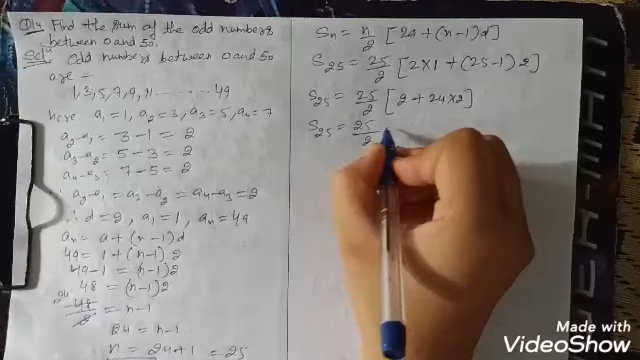 Q14 Find the sum of the odd numbers
between 0 and 50.
Solⁿ Odd numbers between 0 and 50
are –
1, 3, 5, 7, 9, 11 ........... 49
Here a₁ = 1, a₂ = 3, a₃ = 5, a₄ = 7
a₂-a₁ = 3 - 1 = 2
a₃-a₂ = 5 - 3 = 2
a₄-a₃ = 7 - 5 = 2
∴ a₂-a₁ = a₃-a₂ = a₄-a₃ = 2
∴ d = 2, a₁ = 1, aₙ = 49
aₙ = a + (n-1)d
49 = 1 + (n-1) 2
49-1 = (n-1) 2
48 = (n-1) 2
24
48/2 = n-1
24 = n-1
n = 24+1 = 25
Sₙ = n/2 [2a + (n-1)d]
S₂₅ = 25/2 [2×1 + (25-1) 2]
S₂₅ = 25/2 [2 + 24×2]
S₂₅ = 25/2
Made with
VideoShow